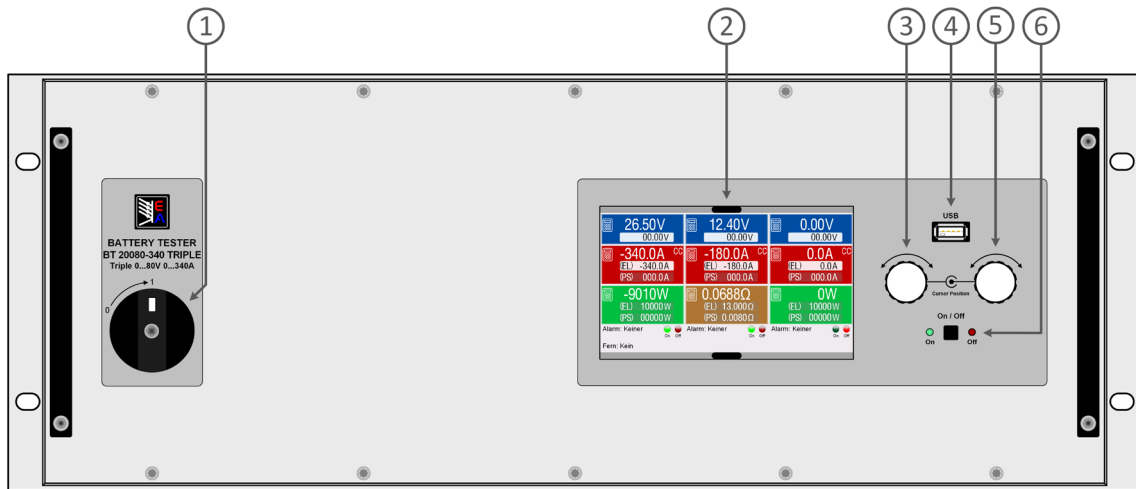 1
2
3
4
5
6
EA
BATTERY TESTER
BT 20080-340 TRIPLE
Triple 0...80V 0...340A
0
1
26.50V
00.00V
12.40V
00.00V
0.00V
00.00V
-340.0A CC
(EL) -340.0A
(PS) 000.0A
-180.0A CC
(EL) -180.0A
(PS) 000.0A
0.0A CC
(EL) 0.0A
(PS) 000.0A
-9010W
(EL) 10000W
(PS) 00000W
0.0688Ω
(EL) 13.000Ω
(PS) 0.0080Ω
0W
(EL) 10000W
(PS) 00000W
Alarm: Keiner
On Off
Alarm: Keiner
On Off
Alarm: Keiner
On Off
Fern: Kein
USB
Cursor Position
On / Off
On
Off